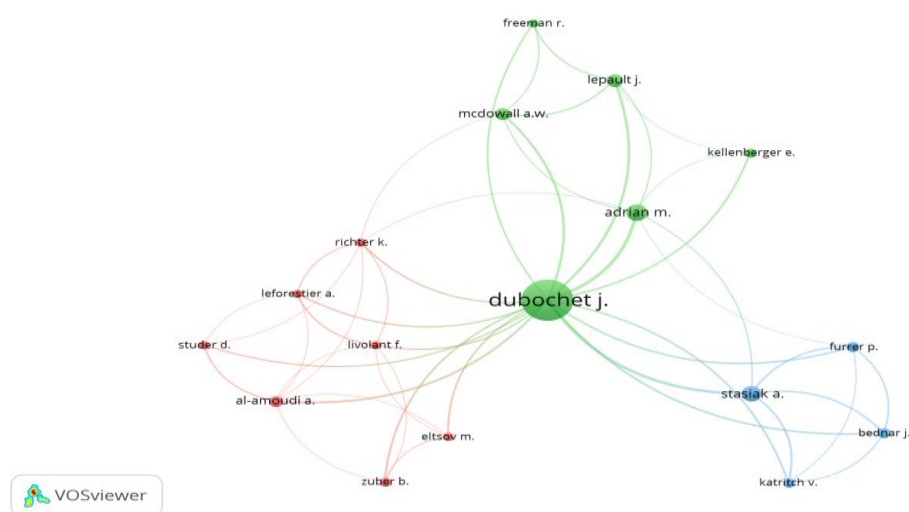 freeman r.
lepault j.
mcdowall a.w.
kellenberger e.
adrian m.
richter k.
leforestier a.
dubochet j.
studer d.
livolant f.
furrer p.
al-amoudi a.
stasiak a.
eltsov m.
bednar j.
zuber b.
katritch v.
VOSviewer